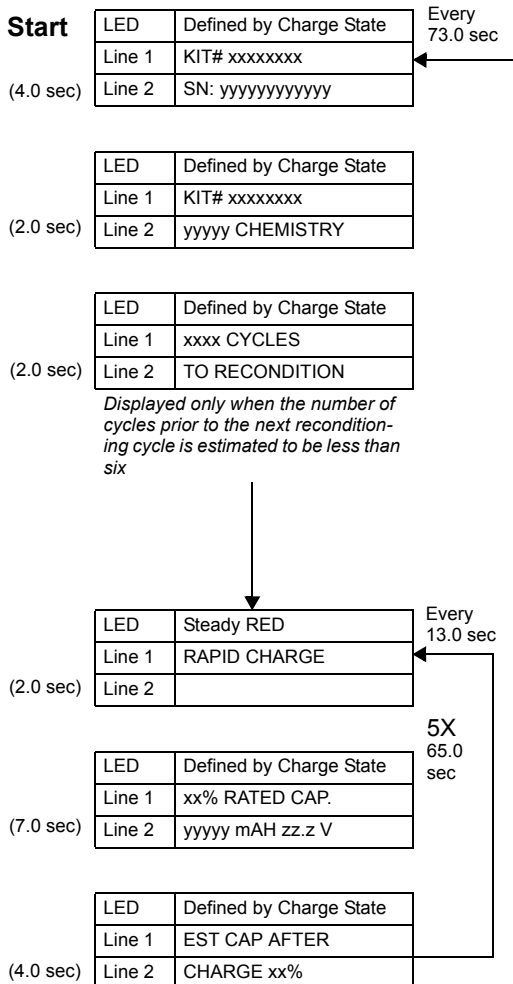 Start
Every
73.0 sec
LED Defined by Charge State
Line 1 KIT# xxxxxxxx
(4.0 sec) Line 2 SN: yyyyyyyyyyyy
LED Defined by Charge State
Line 1 KIT# xxxxxxxx
(2.0 sec) Line 2 yyyyy CHEMISTRY
LED Defined by Charge State
Line 1 xxxx CYCLES
(2.0 sec) Line 2 TO RECONDITION
Displayed only when the number of
cycles prior to the next recondition-
ing cycle is estimated to be less than
six
Every
13.0 sec
LED Steady RED
Line 1 RAPID CHARGE
(2.0 sec) Line 2
5X
65.0
sec
LED Defined by Charge State
Line 1 xx% RATED CAP.
(7.0 sec) Line 2 yyyyy mAH zz.z V
LED Defined by Charge State
Line 1 EST CAP AFTER
(4.0 sec) Line 2 CHARGE xx%